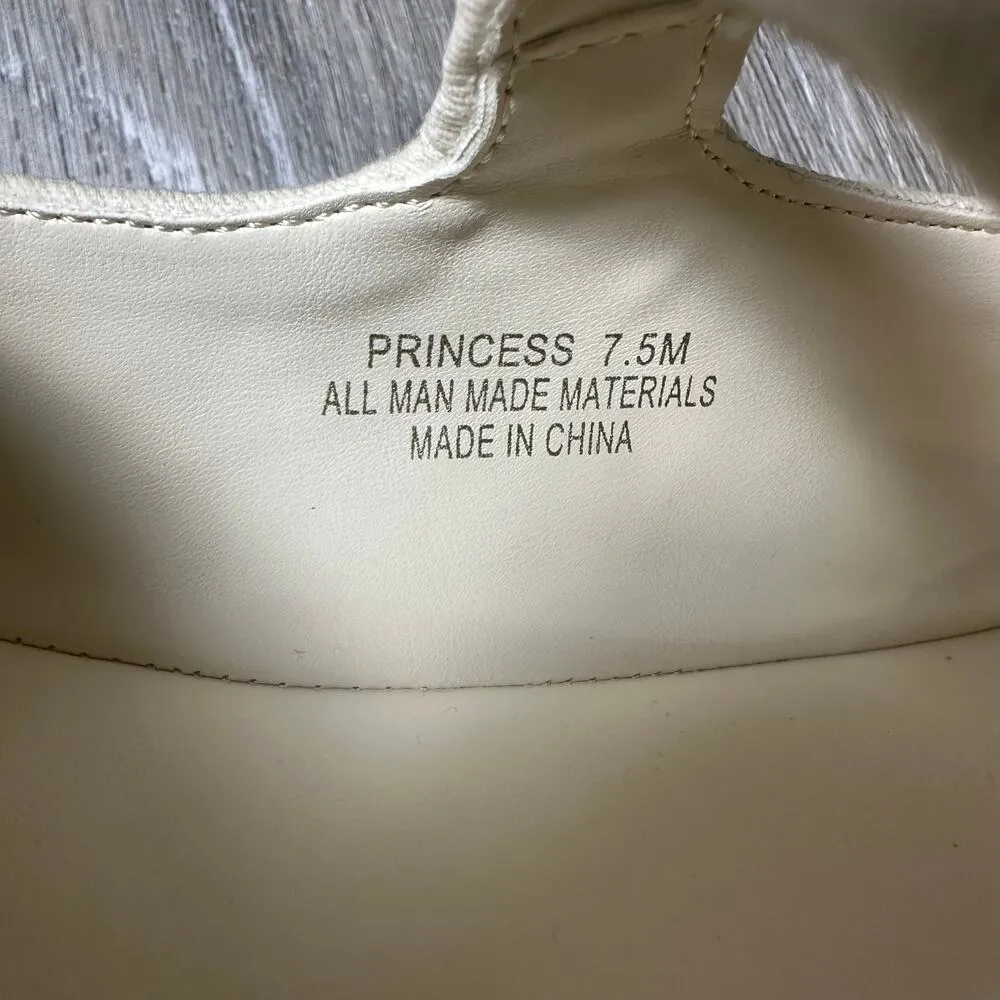 PRINCESS 7.5M
ALL MAN MADE MATERIALS
MADE IN CHINA